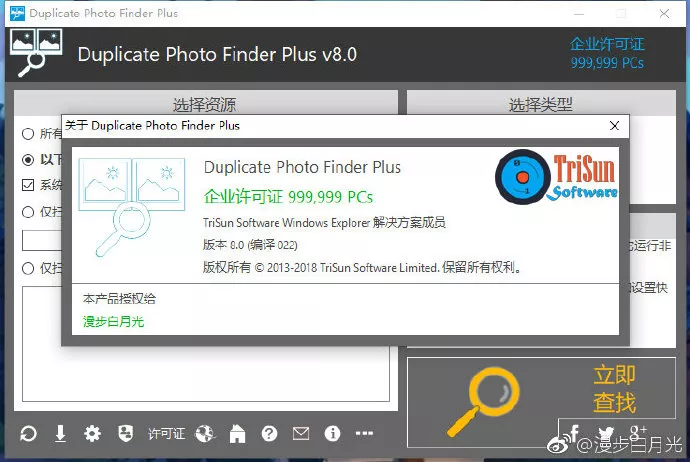 Duplicate Photo Finder Plus
Duplicate Photo Finder Plus v8.0
企业许可证
999,999 PCs
选择资源
选择类型
关于 Duplicate Photo Finder Plus
所有
以下
系统
仅扫
仅扫
Duplicate Photo Finder Plus
企业许可证 999,999 PCs
TriSun Software Windows Explorer 解决方案成员
版本 8.0 (编译 022)
版权所有 © 2013-2018 TriSun Software Limited. 保留所有权利。
TriSun
Software
本产品授权给
漫步白月光
运行非
设置快
立即
查找
许可证
@漫步白月光